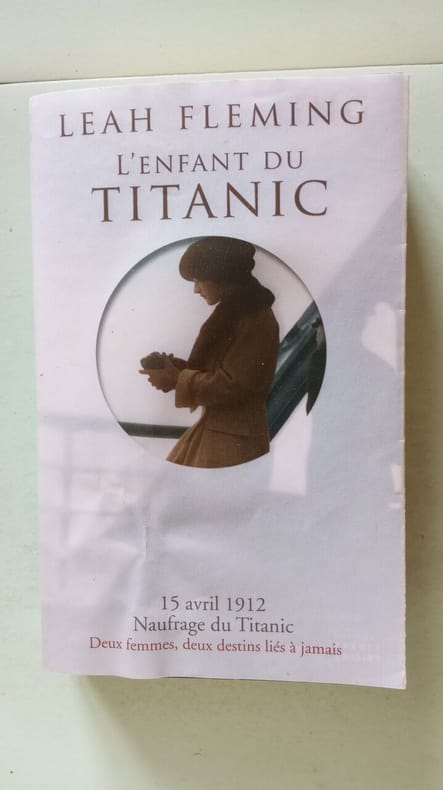 LEAH FLEMING
L'ENFANT DU
TITANIC
15 avril 1912
Naufrage du Titanic
Deux femmes, deux destins liés à jamais